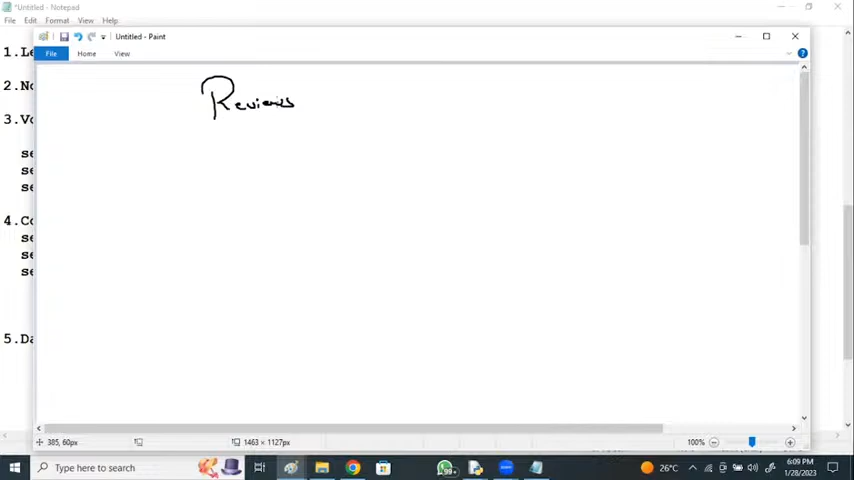 *Untitled - Notepad
File Edit Format View Help
Untitled - Paint
File Home View
Reviews
1.Le
2.No
3.Vo
se
se
se
4.Co
se
se
se
5.Da
385, 60px
1463 × 1127px
100%
Type here to search
99+
26°C
6:09 PM
1/28/2023